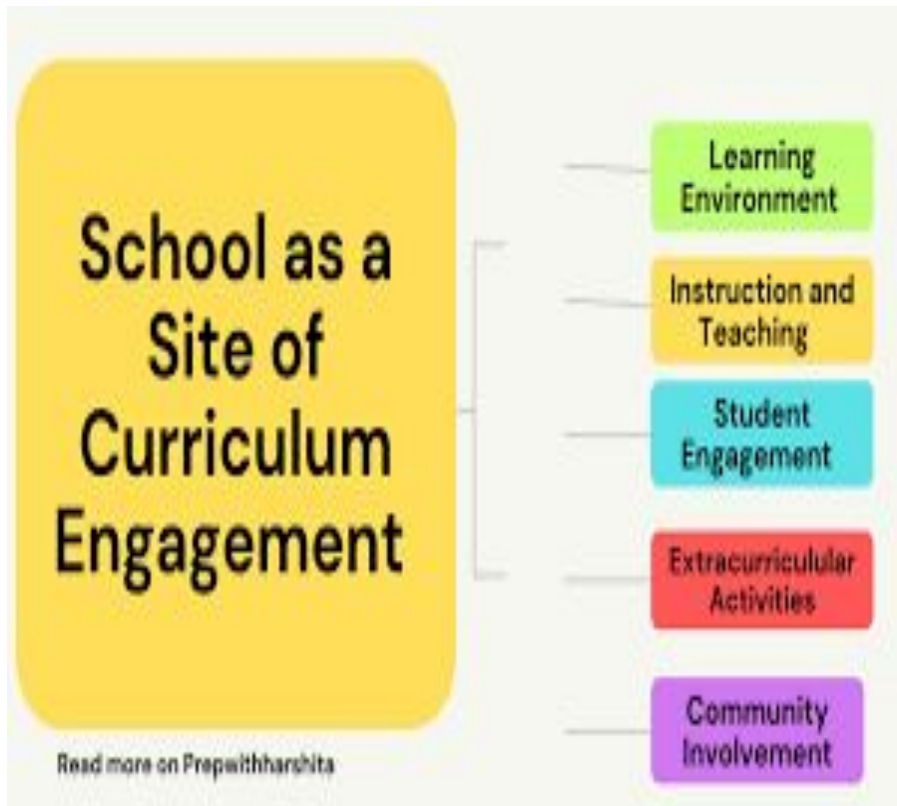 School as a
Site of
Curriculum
Engagement
Read more on Prepwithharshita
Learning
Environment
Instruction and
Teaching
Student
Engagement
Extracurriculular
Activities
Community
Involvement